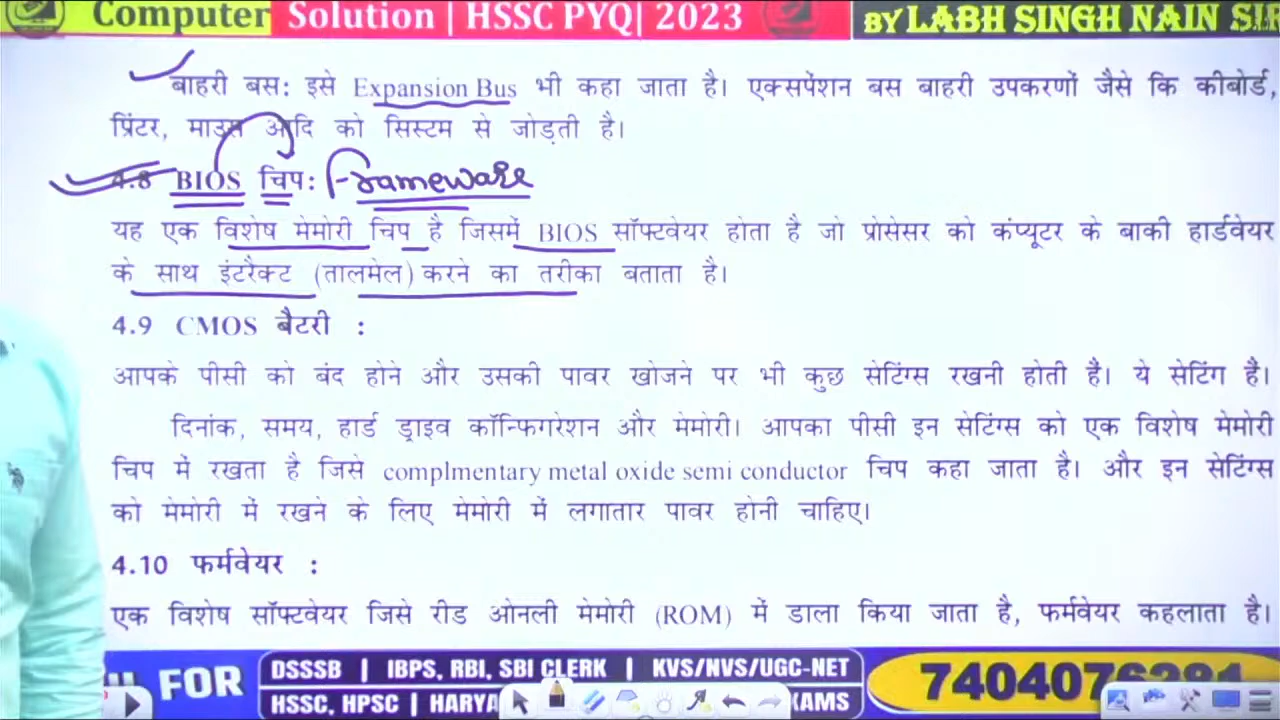 Computer Solution | HSSC PYQ| 2023 BY LABH SINGH NAIN SIR
बाहरी बस: इसे Expansion Bus भी कहा जाता है। एक्सपेंशन बस बाहरी उपकरणों जैसे कि कीबोर्ड,
प्रिंटर, माउस आदि को सिस्टम से जोड़ती है।
4.8 BIOS चिप: Frameware
यह एक विशेष मेमोरी चिप है जिसमें BIOS सॉफ्टवेयर होता है जो प्रोसेसर को कंप्यूटर के बाकी हार्डवेयर
के साथ इंटरैक्ट (तालमेल) करने का तरीका बताता है।
4.9 CMOS बैटरी :
आपके पीसी को बंद होने और उसकी पावर खोजने पर भी कुछ सेटिंग्स रखनी होती हैं। ये सेटिंग हैं।
दिनांक, समय, हार्ड ड्राइव कॉन्फिगरेशन और मेमोरी। आपका पीसी इन सेटिंग्स को एक विशेष मेमोरी
चिप में रखता है जिसे complmentary metal oxide semi conductor चिप कहा जाता है। और इन सेटिंग्स
को मेमोरी में रखने के लिए मेमोरी में लगातार पावर होनी चाहिए।
4.10 फर्मवेयर :
एक विशेष सॉफ्टवेयर जिसे रीड ओनली मेमोरी (ROM) में डाला किया जाता है, फर्मवेयर कहलाता है।
FOR DSSSB | IBPS, RBI, SBI CLERK | KVS/NVS/UGC-NET
HSSC, HPSC |